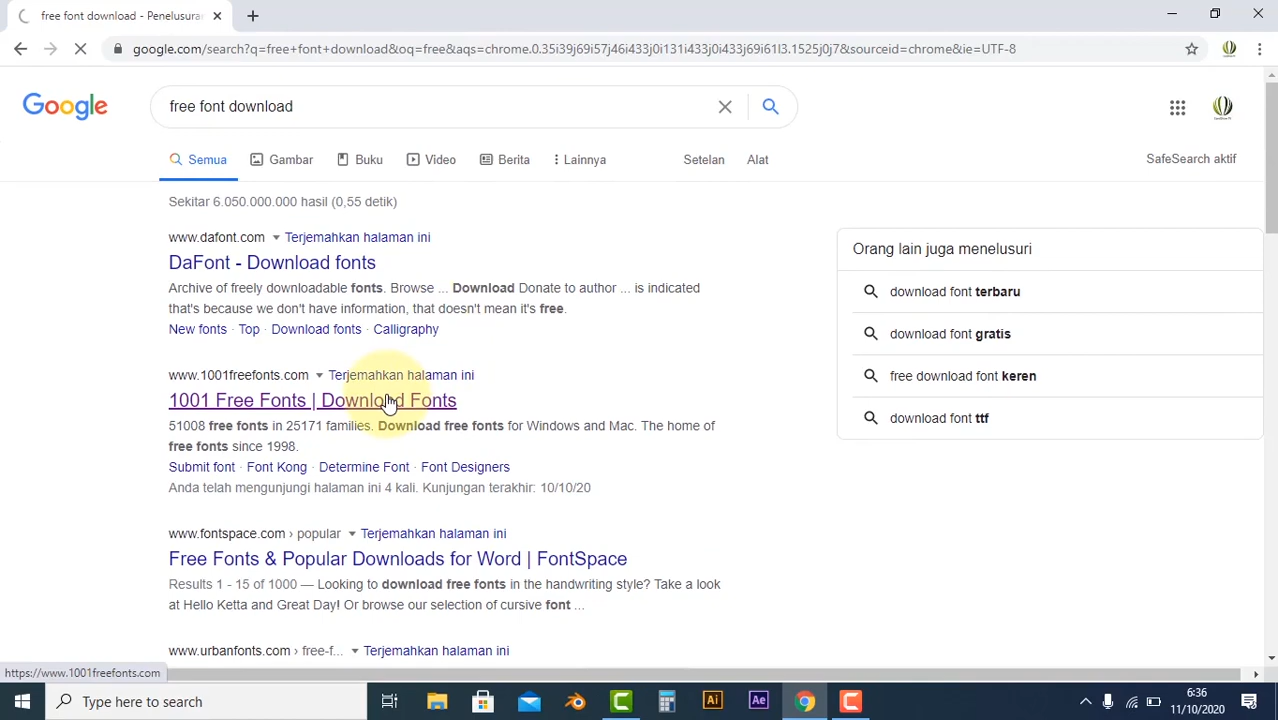 free font download - Penelusura
google.com/search?q=free+font+download&oq=free&aqs=chrome.0.35i39j69i57j46i433j0i131i433j0i433j69i61l3.1525j0j7&sourceid=chrome&ie=UTF-8
Google
free font download
Semua Gambar Buku Video Berita Lainnya Setelan Alat SafeSearch aktif
Sekitar 6.050.000.000 hasil (0,55 detik)
www.dafont.com Terjemahkan halaman ini
DaFont - Download fonts
Archive of freely downloadable fonts. Browse ... Download Donate to author ... is indicated
that's because we don't have information, that doesn't mean it's free.
New fonts · Top · Download fonts · Calligraphy
www.1001freefonts.com Terjemahkan halaman ini
1001 Free Fonts | Download Fonts
51008 free fonts in 25171 families. Download free fonts for Windows and Mac. The home of
free fonts since 1998.
Submit font · Font Kong · Determine Font · Font Designers
Anda telah mengunjungi halaman ini 4 kali. Kunjungan terakhir: 10/10/20
www.fontspace.com › popular Terjemahkan halaman ini
Free Fonts & Popular Downloads for Word | FontSpace
Results 1 - 15 of 1000 — Looking to download free fonts in the handwriting style? Take a look
at Hello Ketta and Great Day! Or browse our selection of cursive font ...
www.urbanfonts.com › free-f... Terjemahkan halaman ini
Orang lain juga menelusuri
download font terbaru
download font gratis
free download font keren
download font ttf
https://www.1001freefonts.com
Type here to search
Ai
Ae
6:36
11/10/2020